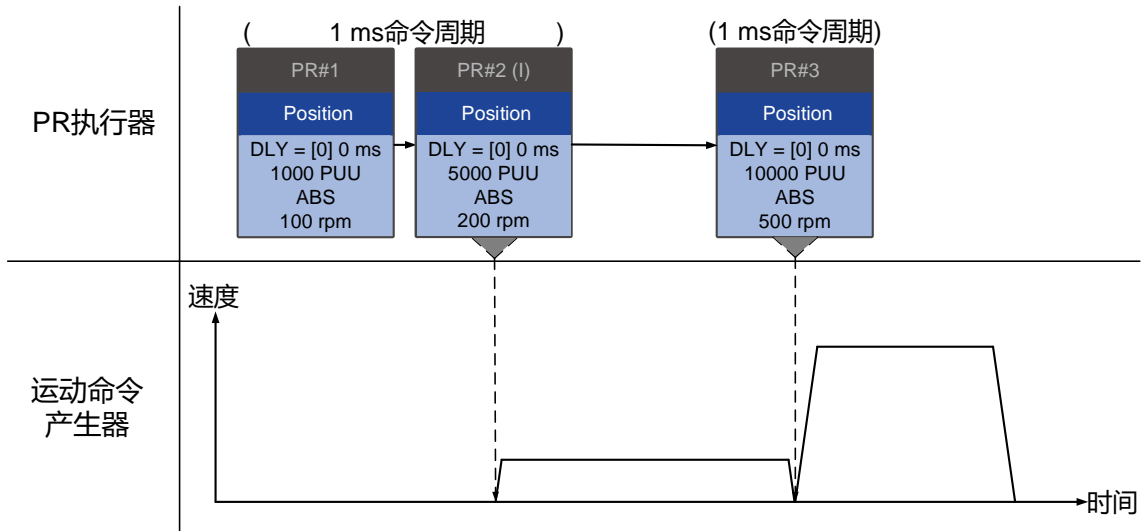 ( 1 ms命令周期 )
(1 ms命令周期)
PR执行器
PR#1
Position
DLY = [0] 0 ms
1000 PUU
ABS
100 rpm
PR#2 (I)
Position
DLY = [0] 0 ms
5000 PUU
ABS
200 rpm
PR#3
Position
DLY = [0] 0 ms
10000 PUU
ABS
500 rpm
运动命令
产生器
速度
时间